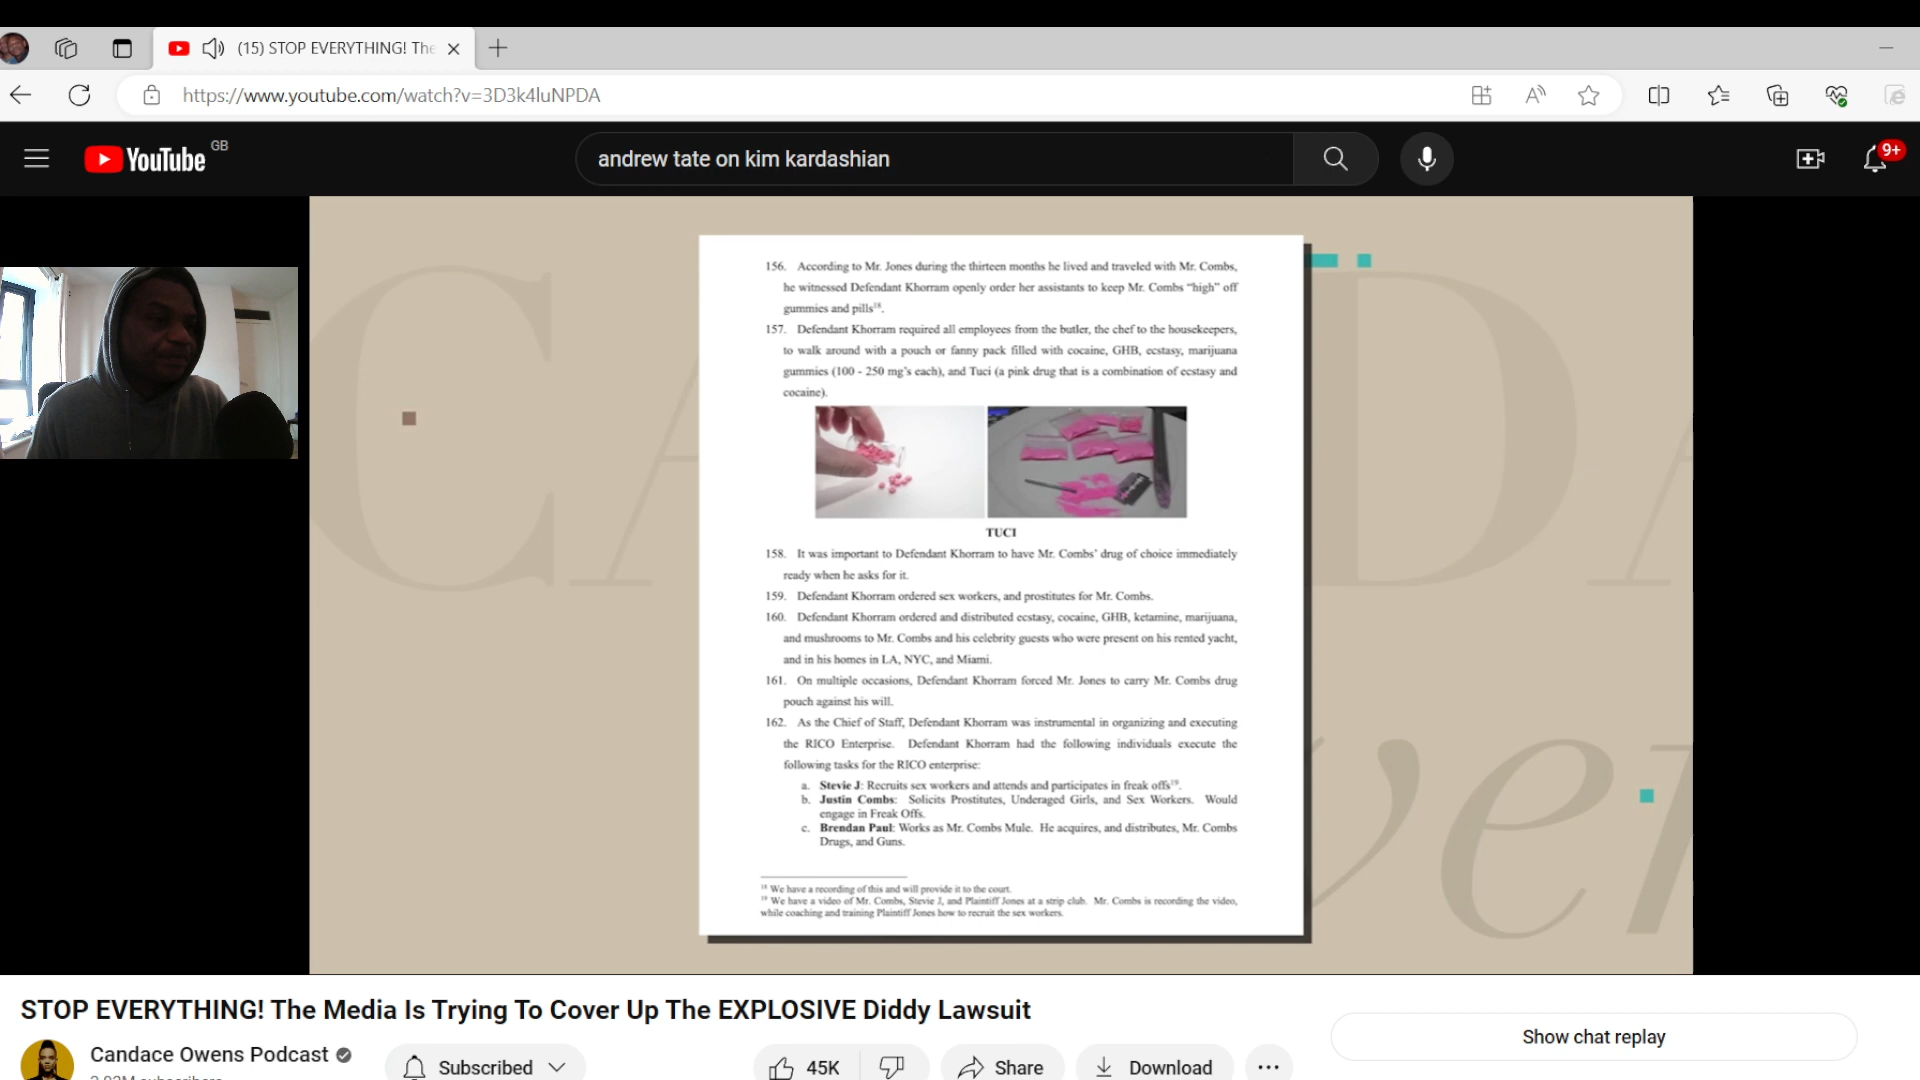 (15) STOP EVERYTHING! The
https://www.youtube.com/watch?v=3D3k4luNPDA
YouTube GB
andrew tate on kim kardashian
9+
156. According to Mr. Jones during the thirteen months he lived and traveled with Mr. Combs,
he witnessed Defendant Khorram openly order her assistants to keep Mr. Combs “high” off
gummies and pills18.
157. Defendant Khorram required all employees from the butler, the chef to the housekeepers,
to walk around with a pouch or fanny pack filled with cocaine, GHB, ecstasy, marijuana
gummies (100 - 250 mg’s each), and Tuci (a pink drug that is a combination of ecstasy and
cocaine).
TUCI
158. It was important to Defendant Khorram to have Mr. Combs’ drug of choice immediately
ready when he asks for it.
159. Defendant Khorram ordered sex workers, and prostitutes for Mr. Combs.
160. Defendant Khorram ordered and distributed ecstasy, cocaine, GHB, ketamine, marijuana,
and mushrooms to Mr. Combs and his celebrity guests who were present on his rented yacht,
and in his homes in LA, NYC, and Miami.
161. On multiple occasions, Defendant Khorram forced Mr. Jones to carry Mr. Combs drug
pouch against his will.
162. As the Chief of Staff, Defendant Khorram was instrumental in organizing and executing
the RICO Enterprise. Defendant Khorram had the following individuals execute the
following tasks for the RICO enterprise:
a. Stevie J: Recruits sex workers and attends and participates in freak offs19.
b. Justin Combs: Solicits Prostitutes, Underaged Girls, and Sex Workers. Would
engage in Freak Offs.
c. Brendan Paul: Works as Mr. Combs Mule. He acquires, and distributes, Mr. Combs
Drugs, and Guns.
18 We have a recording of this and will provide it to the court.
19 We have a video of Mr. Combs, Stevie J, and Plaintiff Jones at a strip club. Mr. Combs is recording the video,
while coaching and training Plaintiff Jones how to recruit the sex workers.
STOP EVERYTHING! The Media Is Trying To Cover Up The EXPLOSIVE Diddy Lawsuit
Show chat replay
Candace Owens Podcast
Subscribed
45K
Share
Download